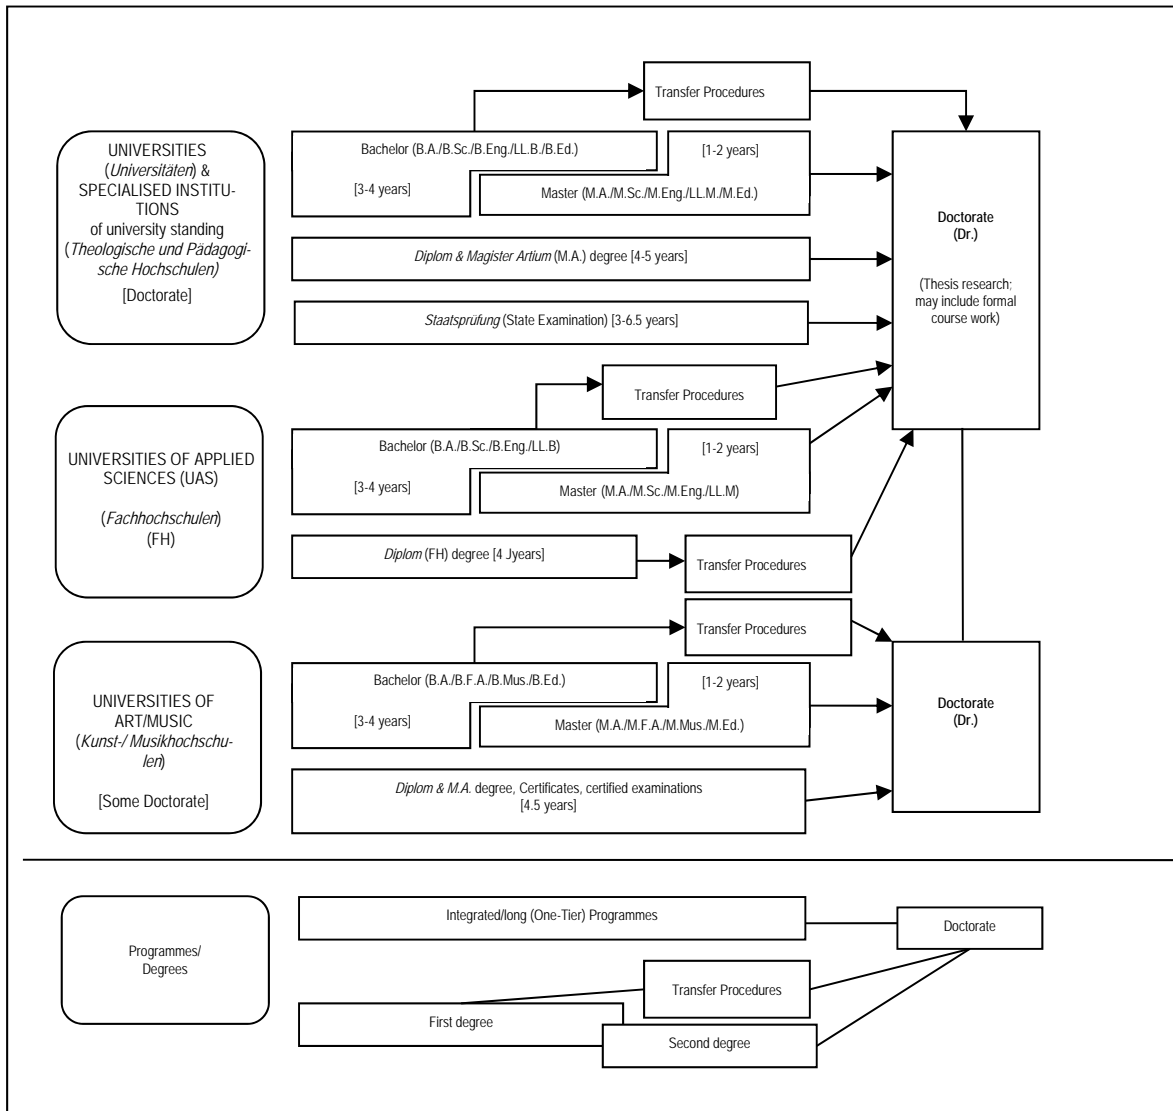 Transfer Procedures
UNIVERSITIES
(Universitäten) &
SPECIALISED INSTITU-
TIONS
of university standing
(Theologische und Pädagogi-
sche Hochschulen)
[Doctorate]
Bachelor (B.A./B.Sc./B.Eng./LL.B./B.Ed.)
[1-2 years]
[3-4 years]
Master (M.A./M.Sc./M.Eng./LL.M./M.Ed.)
Diplom & Magister Artium (M.A.) degree [4-5 years]
Staatsprüfung (State Examination) [3-6.5 years]
Doctorate
(Dr.)
(Thesis research;
may include formal
course work)
Transfer Procedures
UNIVERSITIES OF APPLIED
SCIENCES (UAS)
(Fachhochschulen)
(FH)
Bachelor (B.A./B.Sc./B.Eng./LL.B)
[1-2 years]
[3-4 years]
Master (M.A./M.Sc./M.Eng./LL.M)
Diplom (FH) degree [4 Jyears]
Transfer Procedures
Transfer Procedures
UNIVERSITIES OF
ART/MUSIC
(Kunst-/ Musikhochschu-
len)
[Some Doctorate]
Bachelor (B.A./B.F.A./B.Mus./B.Ed.)
[1-2 years]
[3-4 years]
Master (M.A./M.F.A./M.Mus./M.Ed.)
Diplom & M.A. degree, Certificates, certified examinations
[4.5 years]
Doctorate
(Dr.)
Programmes/
Degrees
Integrated/long (One-Tier) Programmes
Doctorate
Transfer Procedures
First degree
Second degree